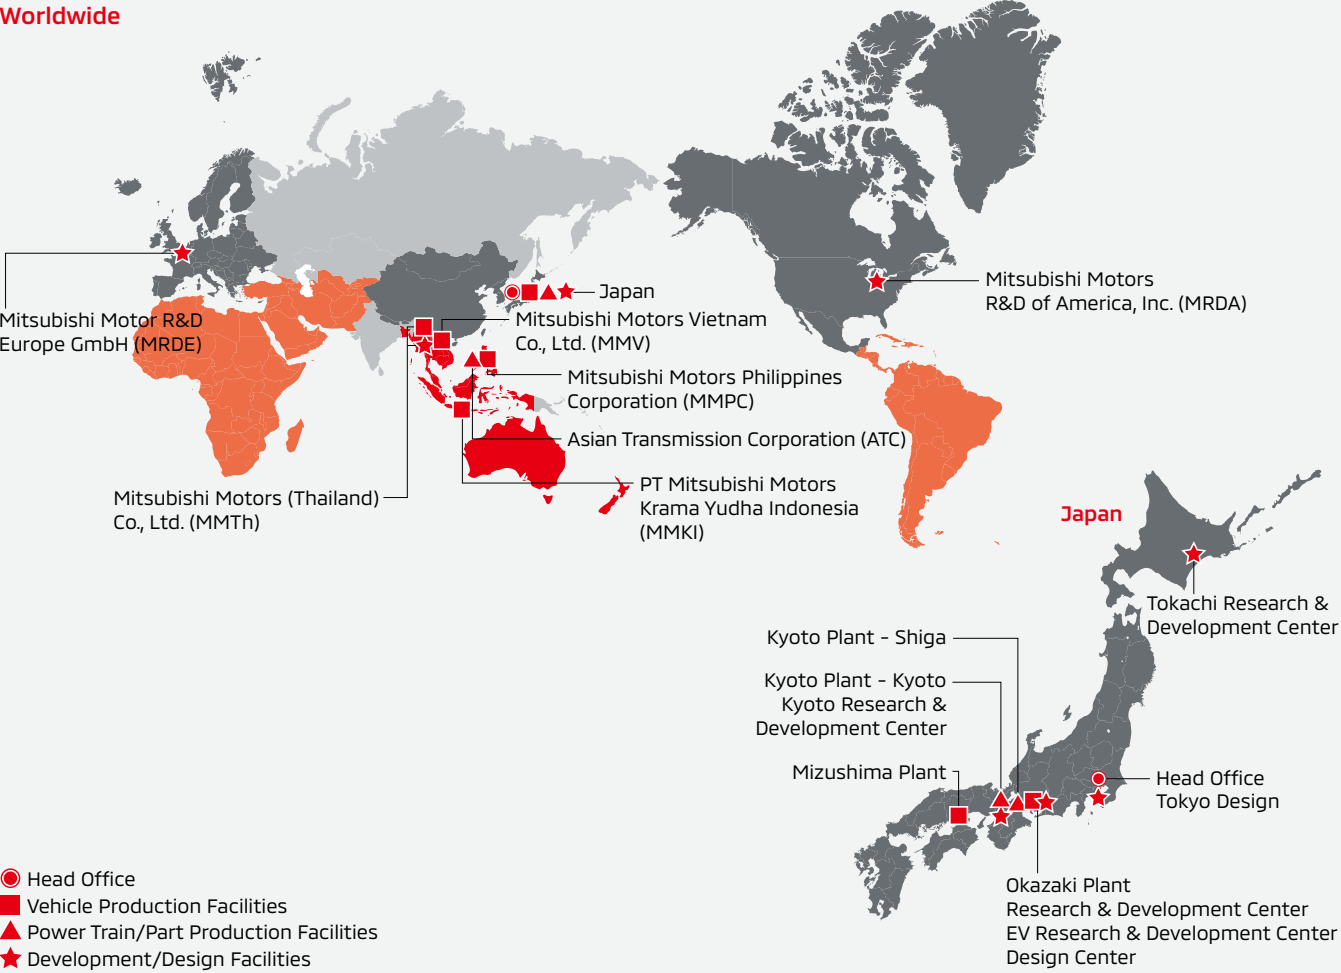 Worldwide
Mitsubishi Motor R&D
Europe GmbH (MRDE)
Japan
Mitsubishi Motors Vietnam
Co., Ltd. (MMV)
Mitsubishi Motors Philippines
Corporation (MMPC)
Asian Transmission Corporation (ATC)
PT Mitsubishi Motors
Krama Yudha Indonesia
(MMKI)
Mitsubishi Motors (Thailand)
Co., Ltd. (MMTh)
Mitsubishi Motors
R&D of America, Inc. (MRDA)
Japan
Tokachi Research &
Development Center
Kyoto Plant – Shiga
Kyoto Plant – Kyoto
Kyoto Research &
Development Center
Mizushima Plant
Head Office
Tokyo Design
Okazaki Plant
Research & Development Center
EV Research & Development Center
Design Center
Head Office
Vehicle Production Facilities
Power Train/Part Production Facilities
Development/Design Facilities